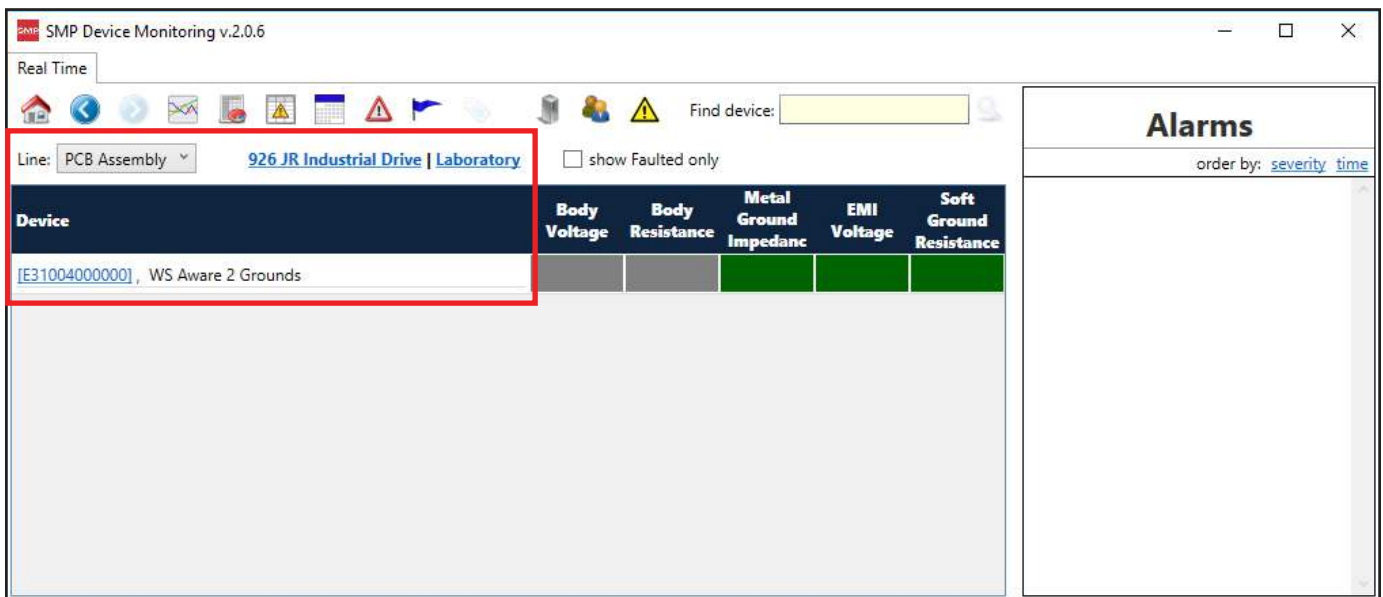 SMP SMP Device Monitoring v.2.0.6
Real Time
Find device:
Line: PCB Assembly 926 JR Industrial Drive | Laboratory show Faulted only
Device
Body Voltage
Body Resistance
Metal Ground Impedanc
EMI Voltage
Soft Ground Resistance
[E31004000000] , WS Aware 2 Grounds
Alarms
order by: severity time